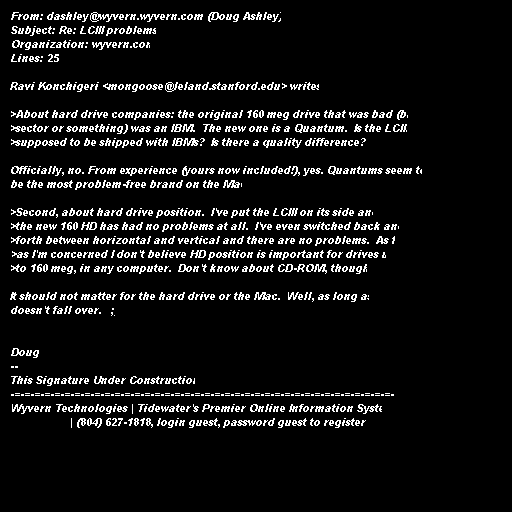 From: dashley@wyvern.wyvern.com (Doug Ashley)
Subject: Re: LCIII problems
Organization: wyvern.com
Lines: 25

Ravi Konchigeri <mongoose@leland.stanford.edu> writes

>About hard drive companies: the original 160 meg drive that was bad (b
>sector or something) was an IBM.  The new one is a Quantum.  Is the LCII
>supposed to be shipped with IBMs?  Is there a quality difference?

Officially, no. From experience (yours now included!), yes. Quantums seem to
be the most problem-free brand on the Mac

>Second, about hard drive position.  I've put the LCIII on its side and
>the new 160 HD has had no problems at all.  I've even switched back and
>forth between horizontal and vertical and there are no problems.  As f
>as I'm concerned I don't believe HD position is important for drives u
>to 160 meg, in any computer.  Don't know about CD-ROM, though

It should not matter for the hard drive or the Mac.  Well, as long as
doesn't fall over.   ;

Doug
--
This Signature Under Construction
-=-=-=-=-=-=-=-=-=-=-=-=-=-=-=-=-=-=-=-=-=-=-=-=-=-=-=-=-=-=-=-=-=-=-
Wyvern Technologies | Tidewater's Premier Online Information Syste
| (804) 627-1818, login guest, password guest to register